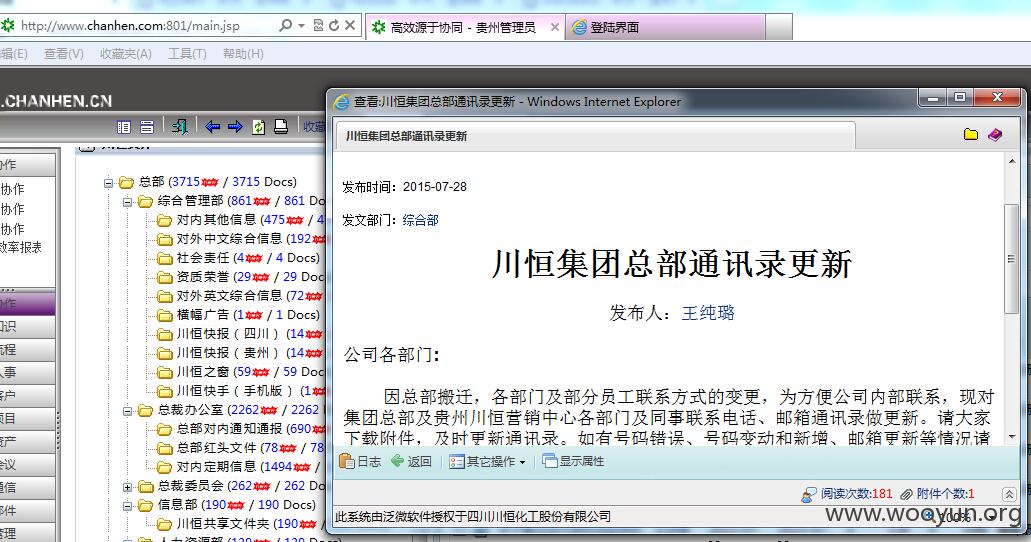 http://www.chanhen.com:801/main.jsp
高效源于协同 - 贵州管理员
登陆界面
编辑(E) 查看(V) 收藏夹(A) 工具(T) 帮助(H)
.CHANHEN.CN
收藏
协作
协作
协作
协作
效率报表
协作
知识
流程
人事
客户
项目
资产
会议
通信
邮件
管理
总部 (3715 / 3715 Docs)
综合管理部 (861 / 861 Do
对内其他信息 (475 / 4
对外中文综合信息 (192
社会责任 (4 / 4 Docs)
资质荣誉 (29 / 29 Docs)
对外英文综合信息 (72
横幅广告 (1 / 1 Docs)
川恒快报（四川） (14
川恒快报（贵州） (14
川恒之窗 (59 / 59 Docs)
川恒快手（手机版） (1
总裁办公室 (2262 / 2262
总部对内通知通报 (690
总部红头文件 (78 / 78
对内定期信息 (1494
总裁委员会 (262 / 262 Do
信息部 (190 / 190 Docs)
川恒共享文件夹 (190
人力资源部 (130 / 130 Docs)
查看:川恒集团总部通讯录更新 - Windows Internet Explorer
川恒集团总部通讯录更新
发布时间：2015-07-28
发文部门：综合部
川恒集团总部通讯录更新
发布人：王纯璐
公司各部门:
因总部搬迁，各部门及部分员工联系方式的变更，为方便公司内部联系，现对
集团总部及贵州川恒营销中心各部门及同事联系电话、邮箱通讯录做更新。请大家
下载附件，及时更新通讯录。如有号码错误、号码变动和新增、邮箱更新等情况请
日志 返回 其它操作 显示属性
阅读次数:181 附件个数:1
此系统由泛微软件授权于四川川恒化工股份有限公司
100%
www.wooyun.org